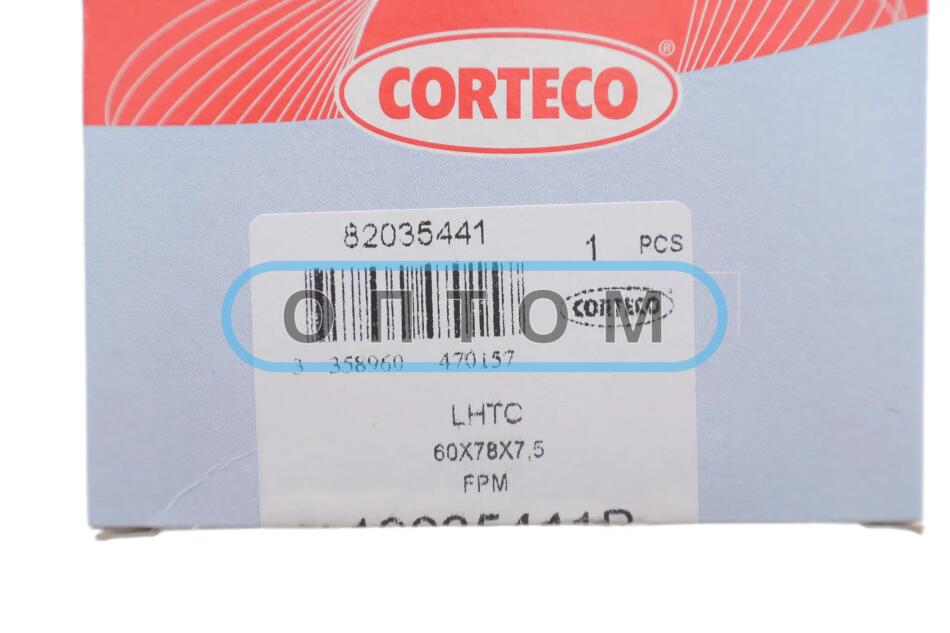 CORTECO®
82035441
1 PCS
ОПТОМ
CORTECO
3 358960 470157
LHTC
60X78X7,5
FPM